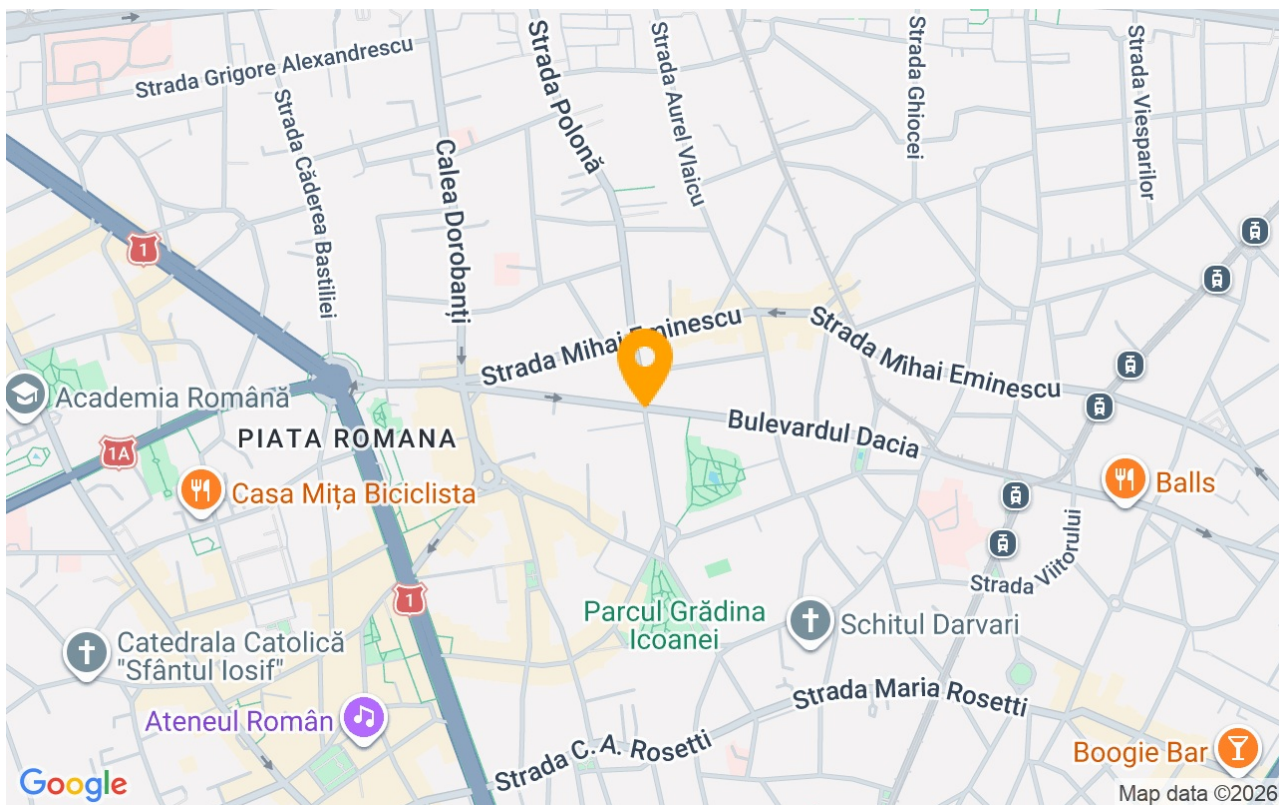 Strada Grigore Alexandrescu
Strada Căderea Bastiliei
Calea Dorobanți
Strada Polonă
Strada Aurel Vlaicu
Strada Ghiocei
Strada Viesparilor
1
Strada Mihai Eminescu
Strada Mihai Eminescu
Academia Română
PIATA ROMANA
1A
Bulevardul Dacia
Casa Mița Biciclista
Balls
Strada Viitorului
1
Parcul Grădina
Icoanei
Schitul Darvari
Catedrala Catolică
"Sfântul Iosif"
Strada Maria Rosetti
Ateneul Român
Strada C. A. Rosetti
Boogie Bar
Google
Map data ©2026